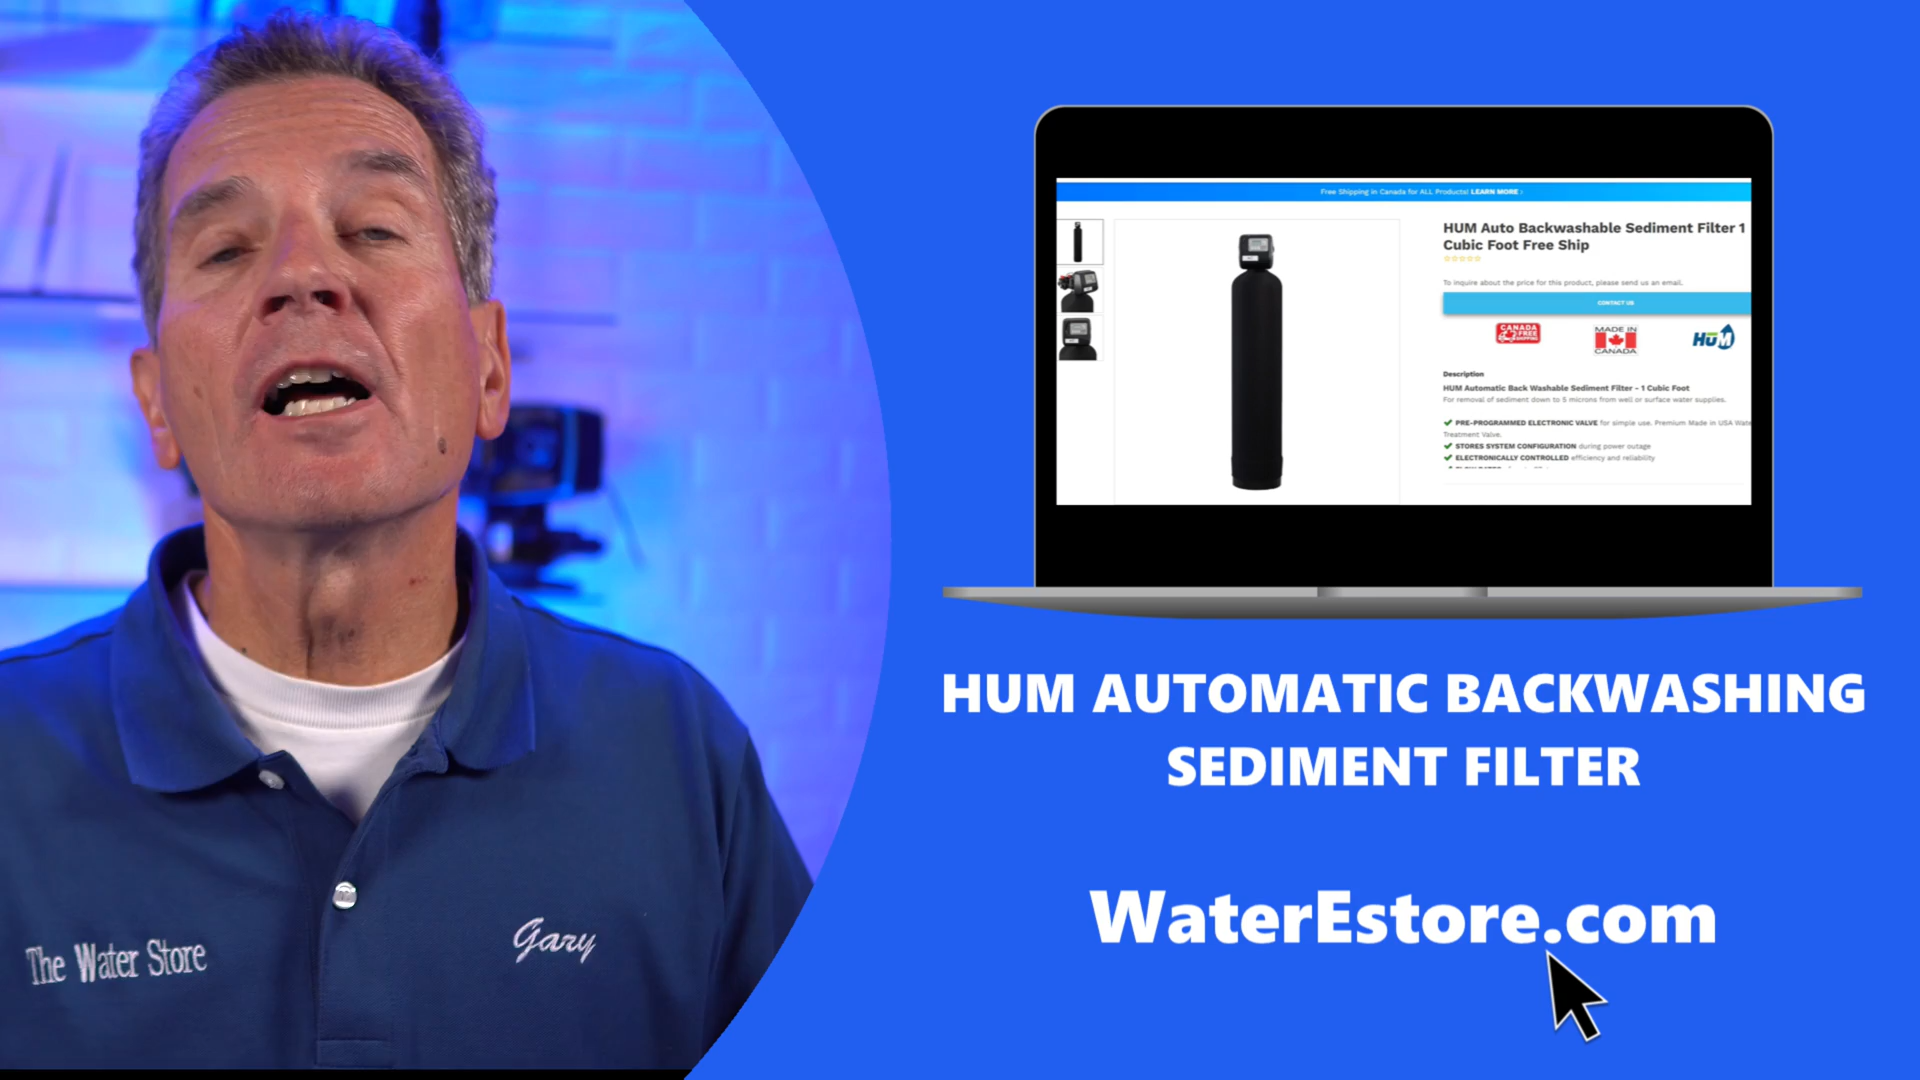 The Water Store
Gary
Free Shipping in Canada for ALL Products! LEARN MORE
HUM Auto Backwashable Sediment Filter 1
Cubic Foot Free Ship
To inquire about the price for this product, please send us an email.
CONTACT US
CANADA
FREE
SHIPPING
MADE IN
CANADA
HUM
Description
HUM Automatic Back Washable Sediment Filter - 1 Cubic Foot
For removal of sediment down to 5 microns from well or surface water supplies.
PRE-PROGRAMMED ELECTRONIC VALVE for simple use. Premium Made in USA Wate
Treatment Valve.
STORES SYSTEM CONFIGURATION during power outage
ELECTRONICALLY CONTROLLED efficiency and reliability
HUM AUTOMATIC BACKWASHING
SEDIMENT FILTER
WaterEstore.com